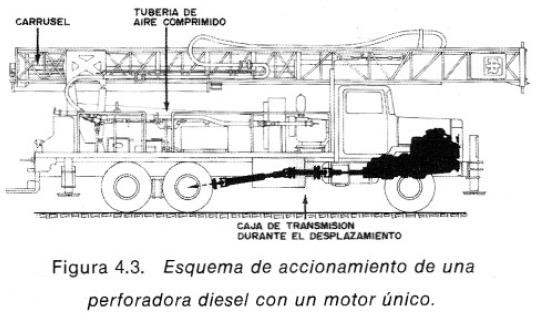 TUBERIA DE
AIRE COMPRIMIDO
CARRUSEL
CAJA DE TRANSMISION
DURANTE EL DESPLAZAMIENTO
Figura 4.3. Esquema de accionamiento de una
perforadora diesel con un motor único.